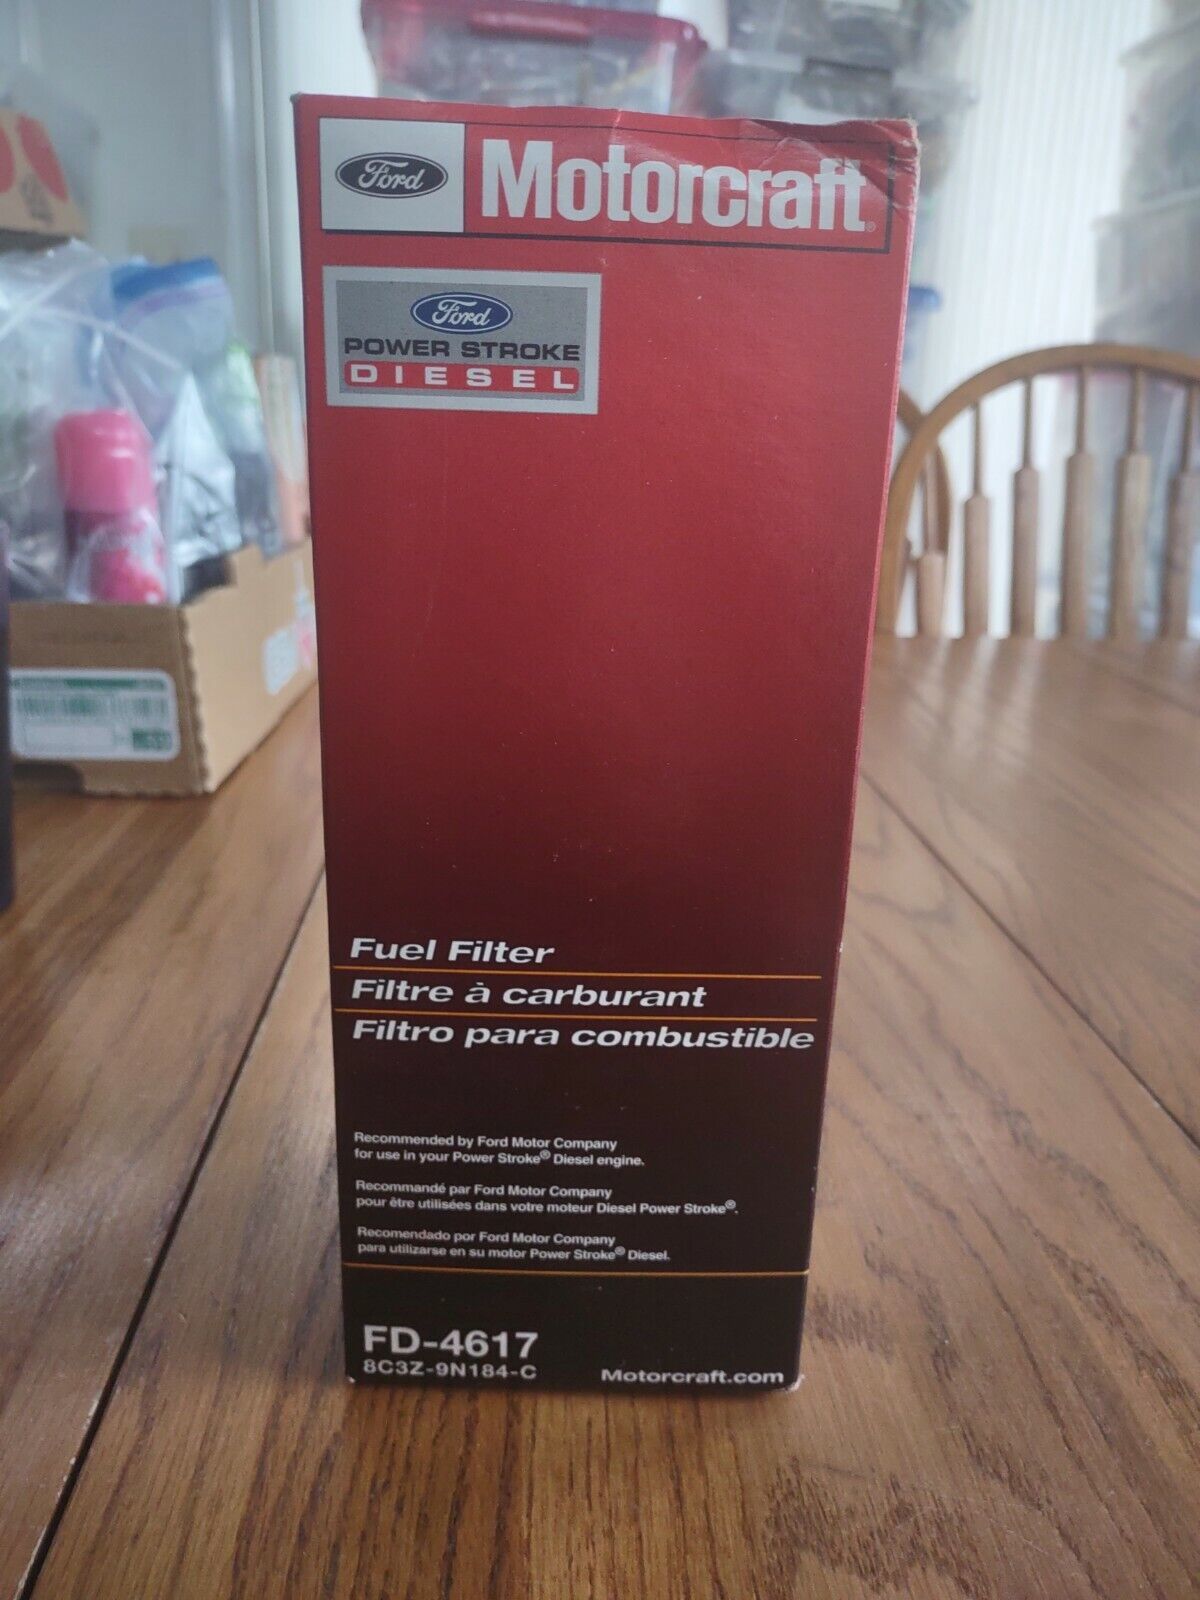 Ford
Motorcraft®
Ford
POWER STROKE
DIESEL
Fuel Filter
Filtre à carburant
Filtro para combustible
Recommended by Ford Motor Company
for use in your Power Stroke® Diesel engine.
Recommandé par Ford Motor Company
pour être utilisées dans votre moteur Diesel Power Stroke®.
Recomendado por Ford Motor Company
para utilizarse en su motor Power Stroke® Diesel.
FD-4617
8C3Z-9N184-C
Motorcraft.com